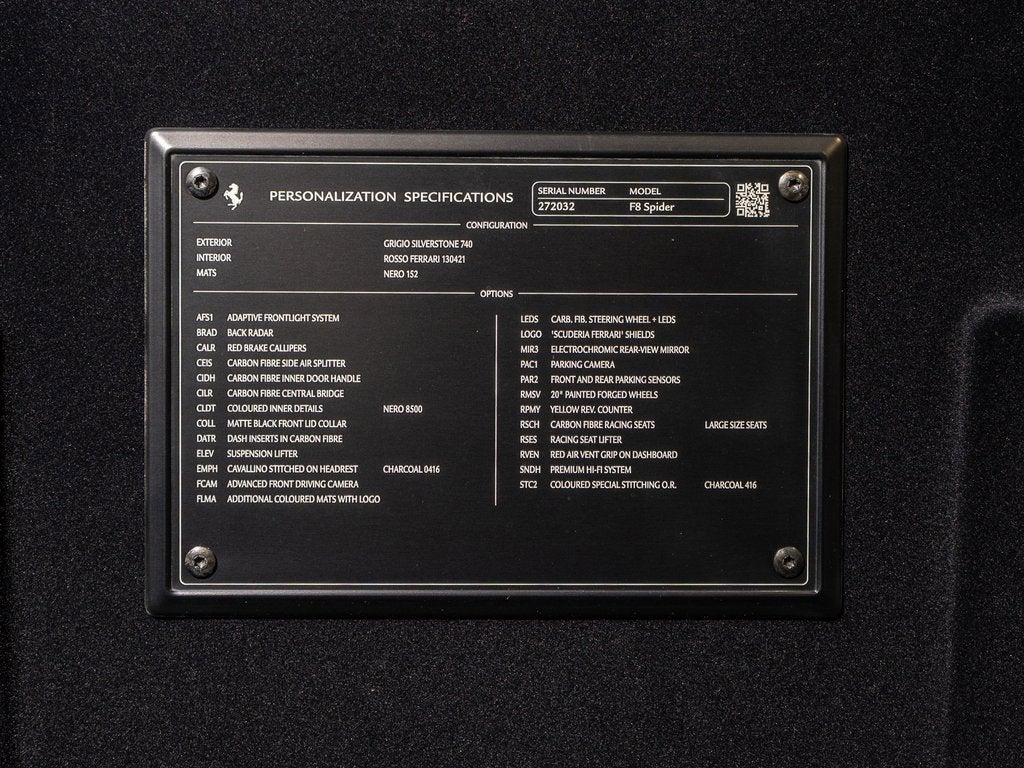 PERSONALIZATION SPECIFICATIONS
SERIAL NUMBER MODEL
272032 F8 Spider
CONFIGURATION
EXTERIOR GRIGIO SILVERSTONE 740
INTERIOR ROSSO FERRARI 130421
MATS NERO 152
OPTIONS
AFS1 ADAPTIVE FRONTLIGHT SYSTEM
BRAD BACK RADAR
CALR RED BRAKE CALLIPERS
CEIS CARBON FIBRE SIDE AIR SPLITTER
CIDH CARBON FIBRE INNER DOOR HANDLE
CILR CARBON FIBRE CENTRAL BRIDGE
CLDT COLOURED INNER DETAILS NERO 8500
COLL MATTE BLACK FRONT LID COLLAR
DATR DASH INSERTS IN CARBON FIBRE
ELEV SUSPENSION LIFTER
EMPH CAVALLINO STITCHED ON HEADREST CHARCOAL 0416
FCAM ADVANCED FRONT DRIVING CAMERA
FLMA ADDITIONAL COLOURED MATS WITH LOGO
LEDS CARB. FIB. STEERING WHEEL + LEDS
LOGO 'SCUDERIA FERRARI' SHIELDS
MIR3 ELECTROCHROMIC REAR-VIEW MIRROR
PAC1 PARKING CAMERA
PAR2 FRONT AND REAR PARKING SENSORS
RMSV 20" PAINTED FORGED WHEELS
RPMY YELLOW REV. COUNTER
RSCH CARBON FIBRE RACING SEATS LARGE SIZE SEATS
RSES RACING SEAT LIFTER
RVEN RED AIR VENT GRIP ON DASHBOARD
SNDH PREMIUM HI-FI SYSTEM
STC2 COLOURED SPECIAL STITCHING O.R. CHARCOAL 416